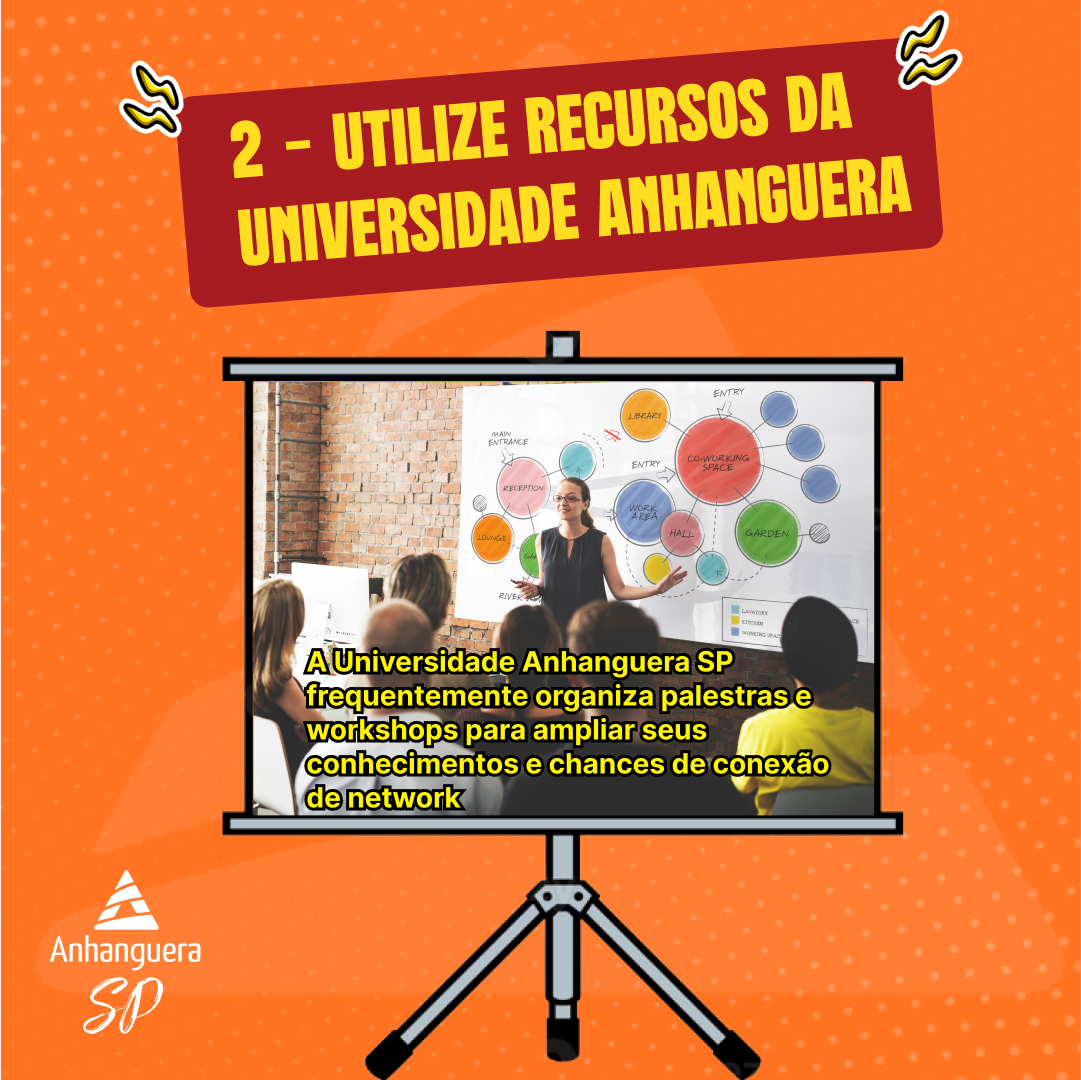 2 - UTILIZE RECURSOS DA
UNIVERSIDADE ANHANGUERA
ENTRY
LIBRARY
MAIN
ENTRANCE
ENTRY
CO-WORKING
SPACE
RECEPTION
WORK
AREA
LOUNGE
HALL
GARDEN
RIVER
LAVATORY
KITCHEN
A Universidade Anhanguera SP
frequentemente organiza palestras e
workshops para ampliar seus
conhecimentos e chances de conexão
de network
Anhanguera
SP